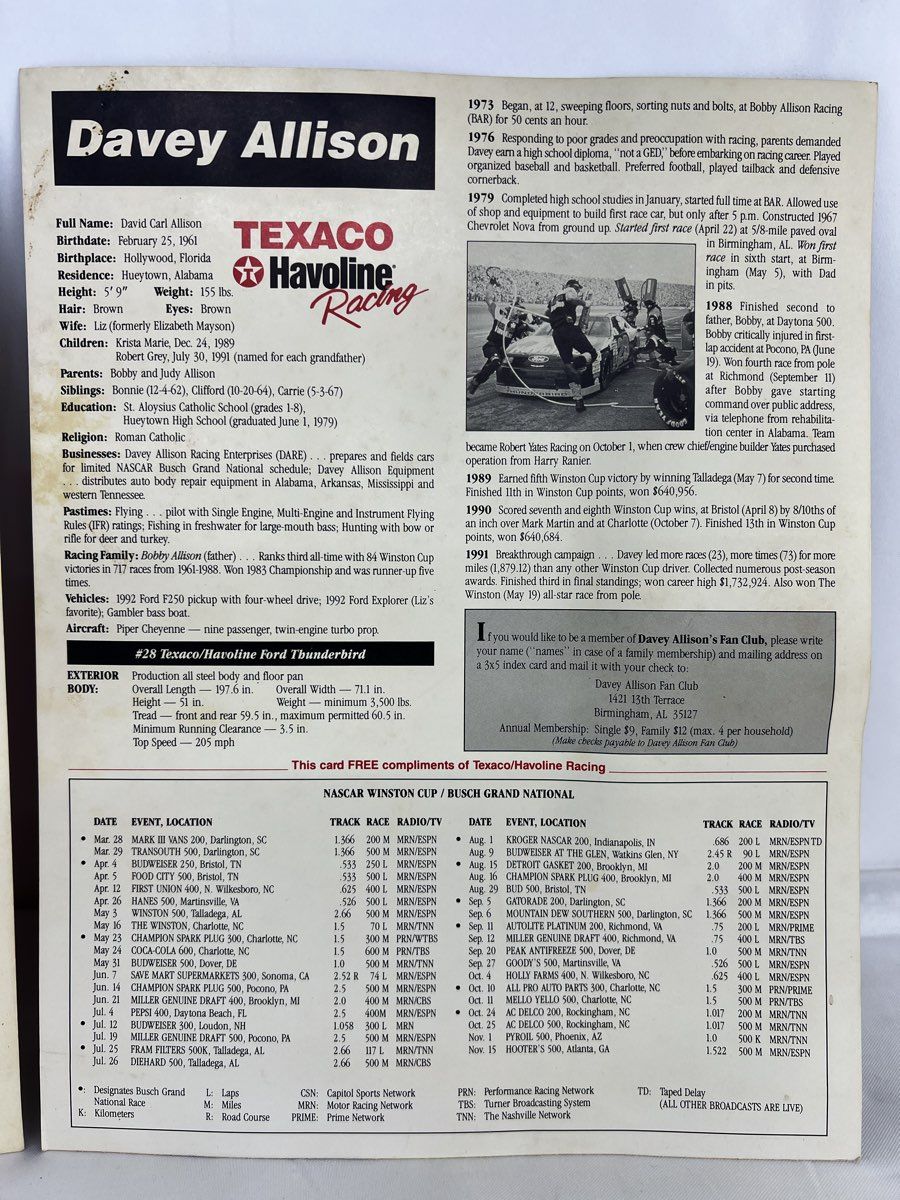 Davey Allison
Full Name: David Carl Allison
Birthdate: February 25, 1961
Birthplace: Hollywood, Florida
Residence: Hueytown, Alabama
Height: 5' 9" Weight: 155 lbs.
Hair: Brown Eyes: Brown
Wife: Liz (formerly Elizabeth Mayson)
TEXACO
T Havoline
Racing
Children: Krista Marie, Dec. 24, 1989
Robert Grey, July 30, 1991 (named for each grandfather)
Parents: Bobby and Judy Allison
Siblings: Bonnie (12-4-62), Clifford (10-20-64), Carrie (5-3-67)
Education: St. Aloysius Catholic School (grades 1-8),
Hueytown High School (graduated June 1, 1979)
Religion: Roman Catholic
Businesses: Davey Allison Racing Enterprises (DARE) . . . prepares and fields cars
for limited NASCAR Busch Grand National schedule; Davey Allison Equipment
. . . distributes auto body repair equipment in Alabama, Arkansas, Mississippi and
western Tennessee.
Pastimes: Flying . . . pilot with Single Engine, Multi-Engine and Instrument Flying
Rules (IFR) ratings; Fishing in freshwater for large-mouth bass; Hunting with bow or
rifle for deer and turkey.
Racing Family: Bobby Allison (father) . . . Ranks third all-time with 84 Winston Cup
victories in 717 races from 1961-1988. Won 1983 Championship and was runner-up five
times.
Vehicles: 1992 Ford F250 pickup with four-wheel drive; 1992 Ford Explorer (Liz's
favorite); Gambler bass boat.
Aircraft: Piper Cheyenne — nine passenger, twin-engine turbo prop.
#28 Texaco/Havoline Ford Thunderbird
EXTERIOR Production all steel body and floor pan
BODY: Overall Length — 197.6 in. Overall Width — 71.1 in.
Height — 51 in. Weight — minimum 3,500 lbs.
Tread — front and rear 59.5 in., maximum permitted 60.5 in.
Minimum Running Clearance — 3.5 in.
Top Speed — 205 mph
1973 Began, at 12, sweeping floors, sorting nuts and bolts, at Bobby Allison Racing
(BAR) for 50 cents an hour.
1976 Responding to poor grades and preoccupation with racing, parents demanded
Davey earn a high school diploma, "not a GED," before embarking on racing career. Played
organized baseball and basketball. Preferred football, played tailback and defensive
cornerback.
1979 Completed high school studies in January, started full time at BAR. Allowed use
of shop and equipment to build first race car, but only after 5 p.m. Constructed 1967
Chevrolet Nova from ground up. Started first race (April 22) at 5/8-mile paved oval
in Birmingham, AL. Won first
race in sixth start, at Birm-
ingham (May 5), with Dad
in pits.
1988 Finished second to
father, Bobby, at Daytona 500.
Bobby critically injured in first-
lap accident at Pocono, PA (June
19). Won fourth race from pole
at Richmond (September 11)
after Bobby gave starting
command over public address,
via telephone from rehabilita-
tion center in Alabama. Team
became Robert Yates Racing on October 1, when crew chief/engine builder Yates purchased
operation from Harry Ranier.
1989 Earned fifth Winston Cup victory by winning Talladega (May 7) for second time.
Finished 11th in Winston Cup points, won $640,956.
1990 Scored seventh and eighth Winston Cup wins, at Bristol (April 8) by 8/10ths of
an inch over Mark Martin and at Charlotte (October 7). Finished 13th in Winston Cup
points, won $640,684.
1991 Breakthrough campaign . . . Davey led more races (23), more times (73) for more
miles (1,879.12) than any other Winston Cup driver. Collected numerous post-season
awards. Finished third in final standings; won career high $1,732,924. Also won The
Winston (May 19) all-star race from pole.
If you would like to be a member of Davey Allison's Fan Club, please write
your name ("names" in case of a family membership) and mailing address on
a 3x5 index card and mail it with your check to:
Davey Allison Fan Club
1421 13th Terrace
Birmingham, AL 35127
Annual Membership: Single $9, Family $12 (max. 4 per household)
(Make checks payable to Davey Allison Fan Club)
This card FREE compliments of Texaco/Havoline Racing
NASCAR WINSTON CUP / BUSCH GRAND NATIONAL
DATE EVENT, LOCATION TRACK RACE RADIO/TV
• Mar. 28 MARK III VANS 200, Darlington, SC 1.366 200 M MRN/ESPN
Mar. 29 TRANSOUTH 500, Darlington, SC 1.366 500 M MRN/ESPN
• Apr. 4 BUDWEISER 250, Bristol, TN .533 250 L MRN/ESPN
Apr. 5 FOOD CITY 500, Bristol, TN .533 500 L MRN/ESPN
Apr. 12 FIRST UNION 400, N. Wilkesboro, NC .625 400 L MRN/ESPN
Apr. 26 HANES 500, Martinsville, VA .526 500 L MRN/ESPN
May 3 WINSTON 500, Talladega, AL 2.66 500 M MRN/ESPN
May 16 THE WINSTON, Charlotte, NC 1.5 70 L MRN/TNN
• May 23 CHAMPION SPARK PLUG 300, Charlotte, NC 1.5 300 M PRN/WTBS
May 24 COCA-COLA 600, Charlotte, NC 1.5 600 M PRN/TBS
May 31 BUDWEISER 500, Dover, DE 1.0 500 M MRN/TNN
Jun. 7 SAVE MART SUPERMARKETS 300, Sonoma, CA 2.52 R 74 L MRN/ESPN
Jun. 14 CHAMPION SPARK PLUG 500, Pocono, PA 2.5 500 M MRN/ESPN
Jun. 21 MILLER GENUINE DRAFT 400, Brooklyn, MI 2.0 400 M MRN/CBS
Jul. 4 PEPSI 400, Daytona Beach, FL 2.5 400M MRN/ESPN
• Jul. 12 BUDWEISER 300, Loudon, NH 1.058 300 L MRN
Jul. 19 MILLER GENUINE DRAFT 500, Pocono, PA 2.5 500 M MRN/ESPN
• Jul. 25 FRAM FILTERS 500K, Talladega, AL 2.66 117 L MRN/TNN
Jul. 26 DIEHARD 500, Talladega, AL 2.66 500 M MRN/CBS
DATE EVENT, LOCATION TRACK RACE RADIO/TV
• Aug. 1 KROGER NASCAR 200, Indianapolis, IN .686 200 L MRN/ESPN TD
Aug. 9 BUDWEISER AT THE GLEN, Watkins Glen, NY 2.45 R 90 L MRN/ESPN
• Aug. 15 DETROIT GASKET 200, Brooklyn, MI 2.0 200 M MRN/ESPN
Aug. 16 CHAMPION SPARK PLUG 400, Brooklyn, MI 2.0 400 M MRN/ESPN
Aug. 29 BUD 500, Bristol, TN .533 500 L MRN/ESPN
• Sep. 5 GATORADE 200, Darlington, SC 1.366 200 M MRN/ESPN
Sep. 6 MOUNTAIN DEW SOUTHERN 500, Darlington, SC 1.366 500 M MRN/ESPN
• Sep. 11 AUTOLITE PLATINUM 200, Richmond, VA .75 200 L MRN/PRIME
Sep. 12 MILLER GENUINE DRAFT 400, Richmond, VA .75 400 L MRN/TBS
Sep. 20 PEAK ANTIFREEZE 500, Dover, DE 1.0 500 M MRN/TNN
Sep. 27 GOODY'S 500, Martinsville, VA .526 500 L MRN/ESPN
Oct. 4 HOLLY FARMS 400, N. Wilkesboro, NC .625 400 L MRN/ESPN
• Oct. 10 ALL PRO AUTO PARTS 300, Charlotte, NC 1.5 300 M PRN/PRIME
Oct. 11 MELLO YELLO 500, Charlotte, NC 1.5 500 M PRN/TBS
• Oct. 24 AC DELCO 200, Rockingham, NC 1.017 200 M MRN/TNN
Oct. 25 AC DELCO 500, Rockingham, NC 1.017 500 M MRN/TNN
Nov. 1 PYROIL 500, Phoenix, AZ 1.0 500 K MRN/TNN
Nov. 15 HOOTER'S 500, Atlanta, GA 1.522 500 M MRN/ESPN
•: Designates Busch Grand
National Race
K: Kilometers
L: Laps
M: Miles
R: Road Course
CSN: Capitol Sports Network
MRN: Motor Racing Network
PRIME: Prime Network
PRN: Performance Racing Network
TBS: Turner Broadcasting System
TNN: The Nashville Network
TD: Taped Delay
(ALL OTHER BROADCASTS ARE LIVE)